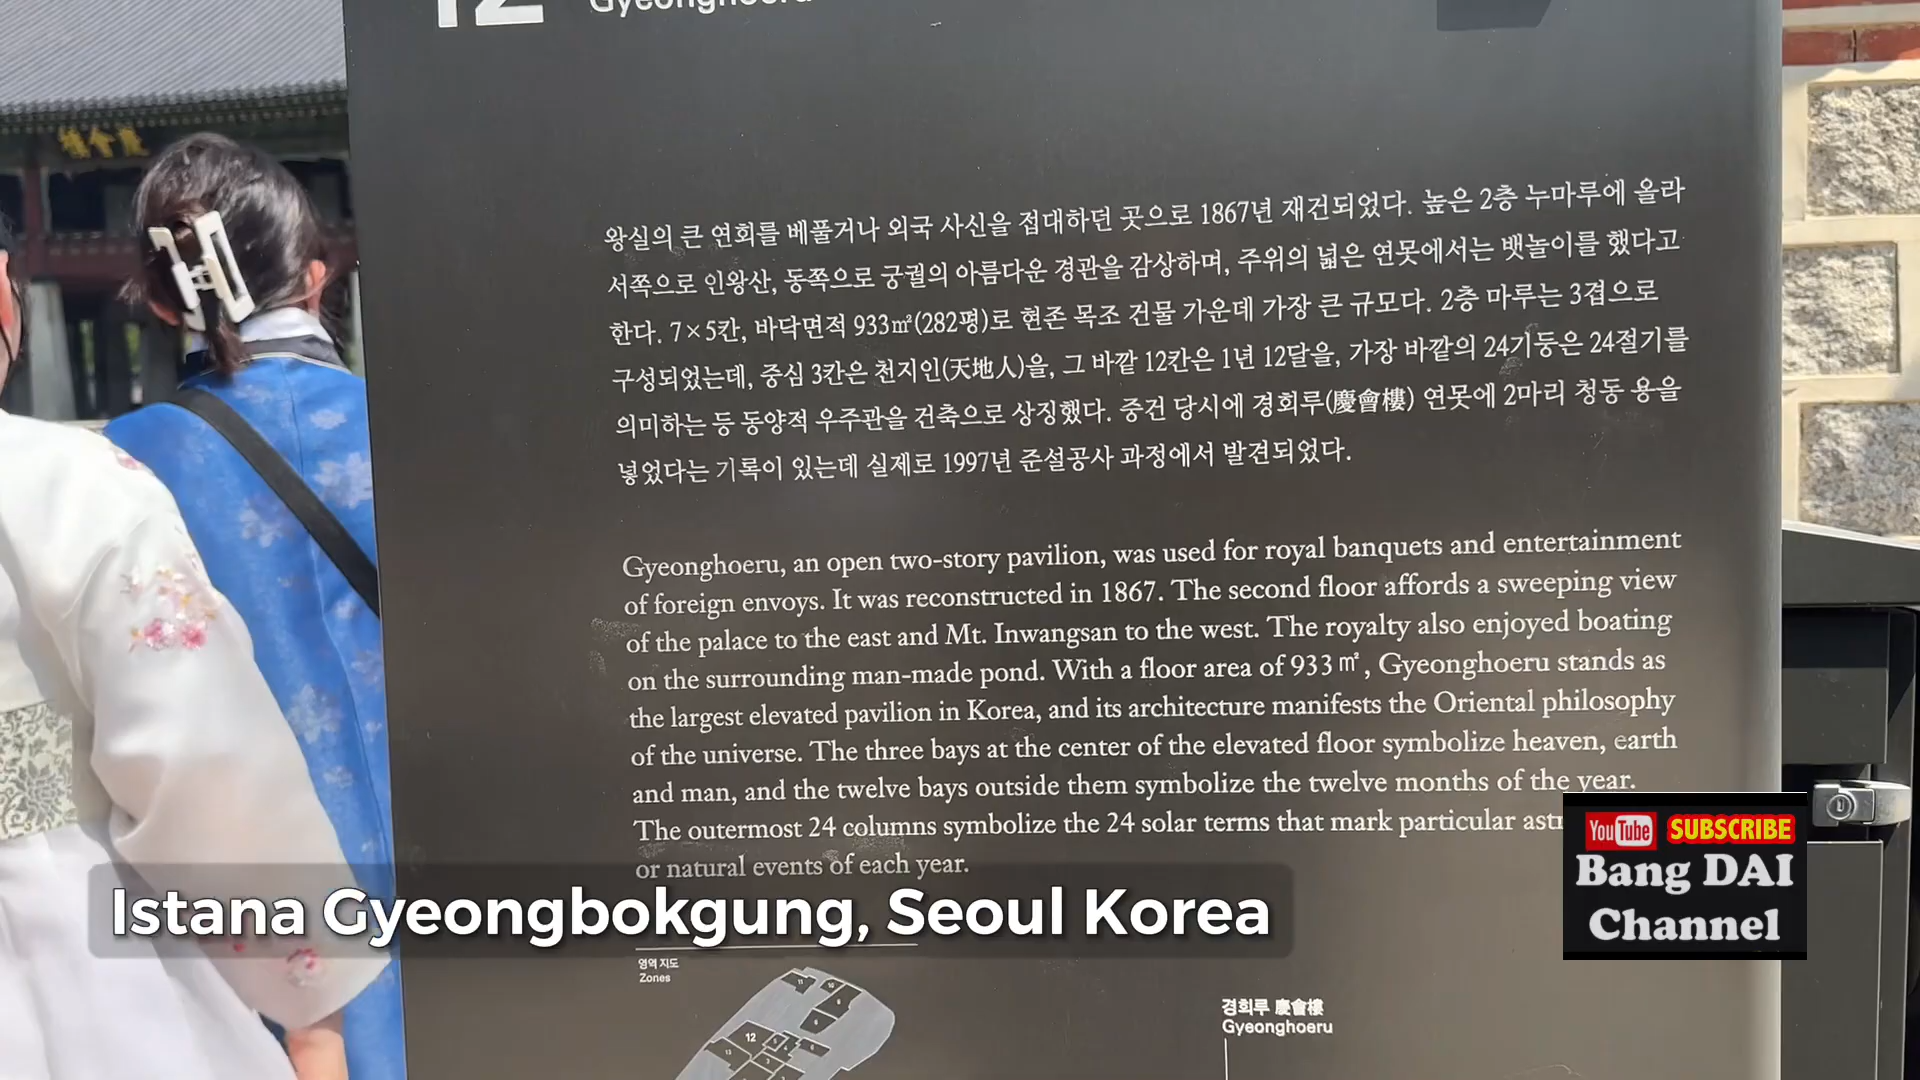 12 Gyeonghoeru
慶會樓
왕실의 큰 연회를 베풀거나 외국 사신을 접대하던 곳으로 1867년 재건되었다. 높은 2층 누마루에 올라
서쪽으로 인왕산, 동쪽으로 궁궐의 아름다운 경관을 감상하며, 주위의 넓은 연못에서는 뱃놀이를 했다고
한다. 7×5칸, 바닥면적 933㎡(282평)로 현존 목조 건물 가운데 가장 큰 규모다. 2층 마루는 3겹으로
구성되었는데, 중심 3칸은 천지인(天地人)을, 그 바깥 12칸은 1년 12달을, 가장 바깥의 24기둥은 24절기를
의미하는 등 동양적 우주관을 건축으로 상징했다. 중건 당시에 경회루(慶會樓) 연못에 2마리 청동 용을
넣었다는 기록이 있는데 실제로 1997년 준설공사 과정에서 발견되었다.
Gyeonghoeru, an open two-story pavilion, was used for royal banquets and entertainment
of foreign envoys. It was reconstructed in 1867. The second floor affords a sweeping view
of the palace to the east and Mt. Inwangsan to the west. The royalty also enjoyed boating
on the surrounding man-made pond. With a floor area of 933㎡, Gyeonghoeru stands as
the largest elevated pavilion in Korea, and its architecture manifests the Oriental philosophy
of the universe. The three bays at the center of the elevated floor symbolize heaven, earth
and man, and the twelve bays outside them symbolize the twelve months of the year.
The outermost 24 columns symbolize the 24 solar terms that mark particular
or natural events of each year.
YouTube SUBSCRIBE
Bang DAI
Channel
Istana Gyeongbokgung, Seoul Korea
영역 지도
Zones
12
경회루 慶會樓
Gyeonghoeru